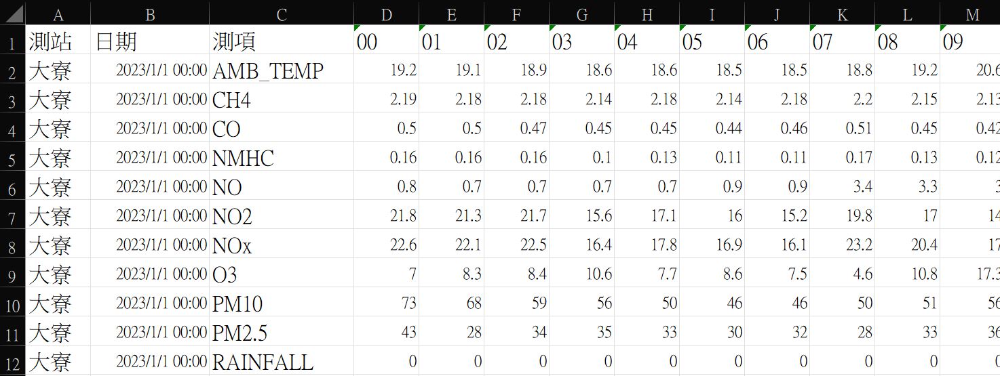 A B C D E F G H I J K L M
1 測站 日期 測項 00 01 02 03 04 05 06 07 08 09
2 大寮 2023/1/1 00:00 AMB_TEMP 19.2 19.1 18.9 18.6 18.6 18.5 18.5 18.8 19.2 20.6
3 大寮 2023/1/1 00:00 CH4 2.19 2.18 2.18 2.14 2.18 2.14 2.18 2.2 2.15 2.13
4 大寮 2023/1/1 00:00 CO 0.5 0.5 0.47 0.45 0.45 0.44 0.46 0.51 0.45 0.42
5 大寮 2023/1/1 00:00 NMHC 0.16 0.16 0.16 0.1 0.13 0.11 0.11 0.17 0.13 0.12
6 大寮 2023/1/1 00:00 NO 0.8 0.7 0.7 0.7 0.7 0.9 0.9 3.4 3.3 3
7 大寮 2023/1/1 00:00 NO2 21.8 21.3 21.7 15.6 17.1 16 15.2 19.8 17 14
8 大寮 2023/1/1 00:00 NOx 22.6 22.1 22.5 16.4 17.8 16.9 16.1 23.2 20.4 17
9 大寮 2023/1/1 00:00 O3 7 8.3 8.4 10.6 7.7 8.6 7.5 4.6 10.8 17.3
10 大寮 2023/1/1 00:00 PM10 73 68 59 56 50 46 46 50 51 56
11 大寮 2023/1/1 00:00 PM2.5 43 28 34 35 33 30 32 28 33 36
12 大寮 2023/1/1 00:00 RAINFALL 0 0 0 0 0 0 0 0 0 0